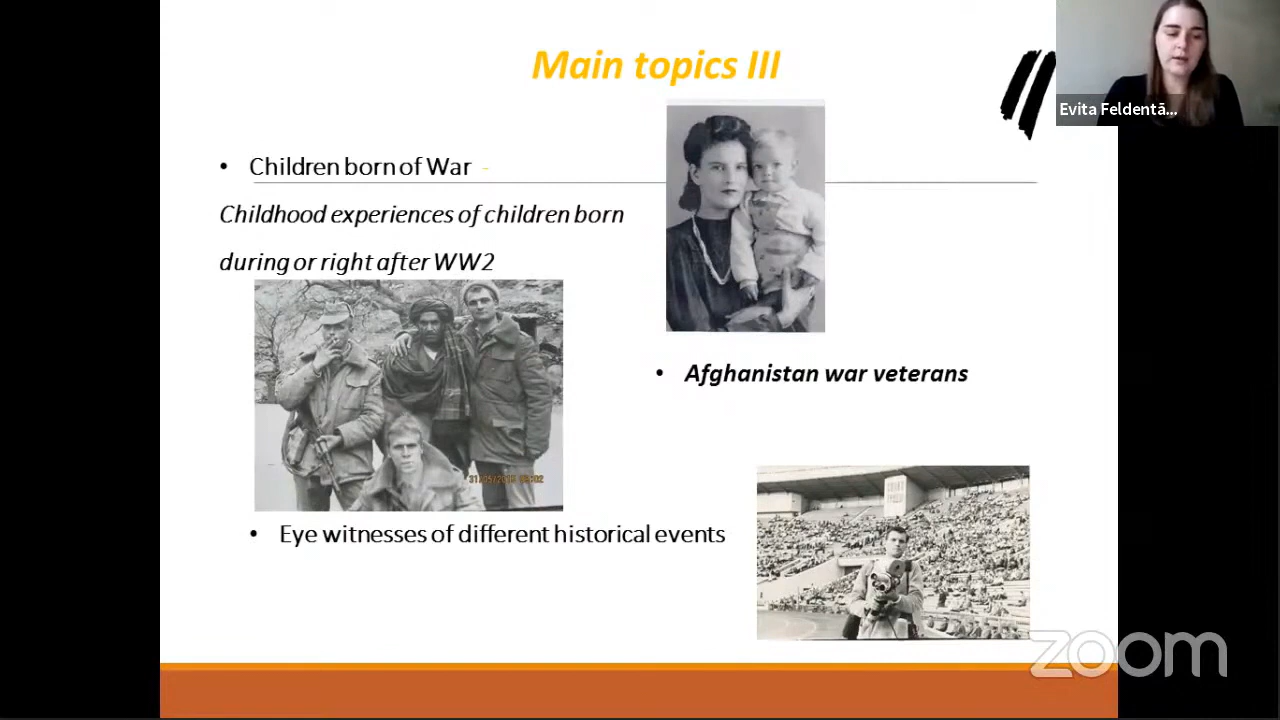 Main topics III
Evita Feldentā...
• Children born of War -
Childhood experiences of children born
during or right after WW2
• Afghanistan war veterans
• Eye witnesses of different historical events
zoom